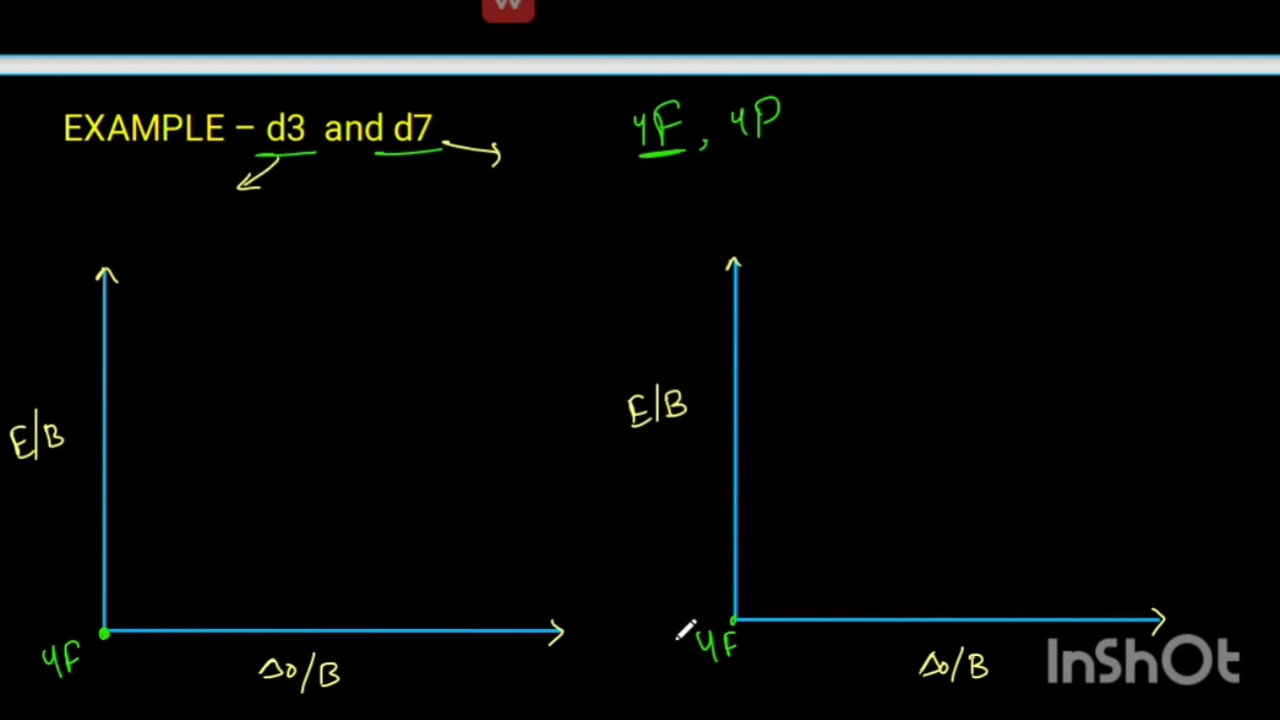 EXAMPLE – d3 and d7
4F, 4P
E/B
E/B
4F
Δo/B
4F
Δo/B
InShOt